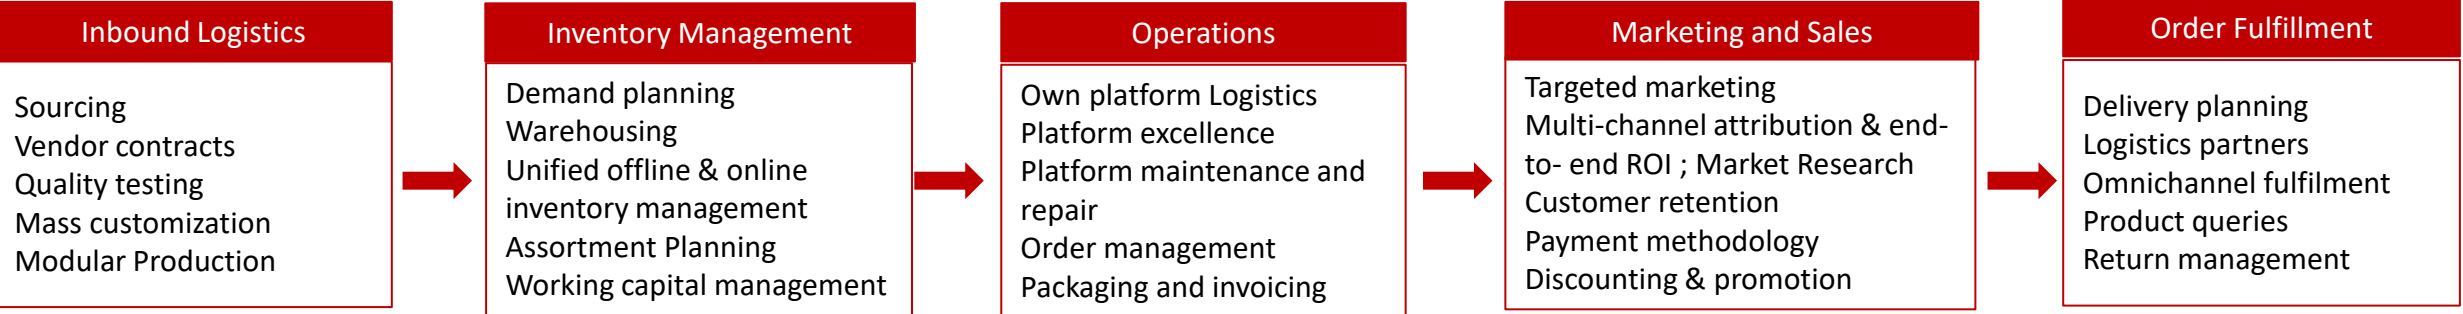 Inbound Logistics
Sourcing
Vendor contracts
Quality testing
Mass customization
Modular Production
Inventory Management
Demand planning
Warehousing
Unified offline & online
inventory management
Assortment Planning
Working capital management
Operations
Own platform Logistics
Platform excellence
Platform maintenance and
repair
Order management
Packaging and invoicing
Marketing and Sales
Targeted marketing
Multi-channel attribution & end-
to- end ROI ; Market Research
Customer retention
Payment methodology
Discounting & promotion
Order Fulfillment
Delivery planning
Logistics partners
Omnichannel fulfilment
Product queries
Return management